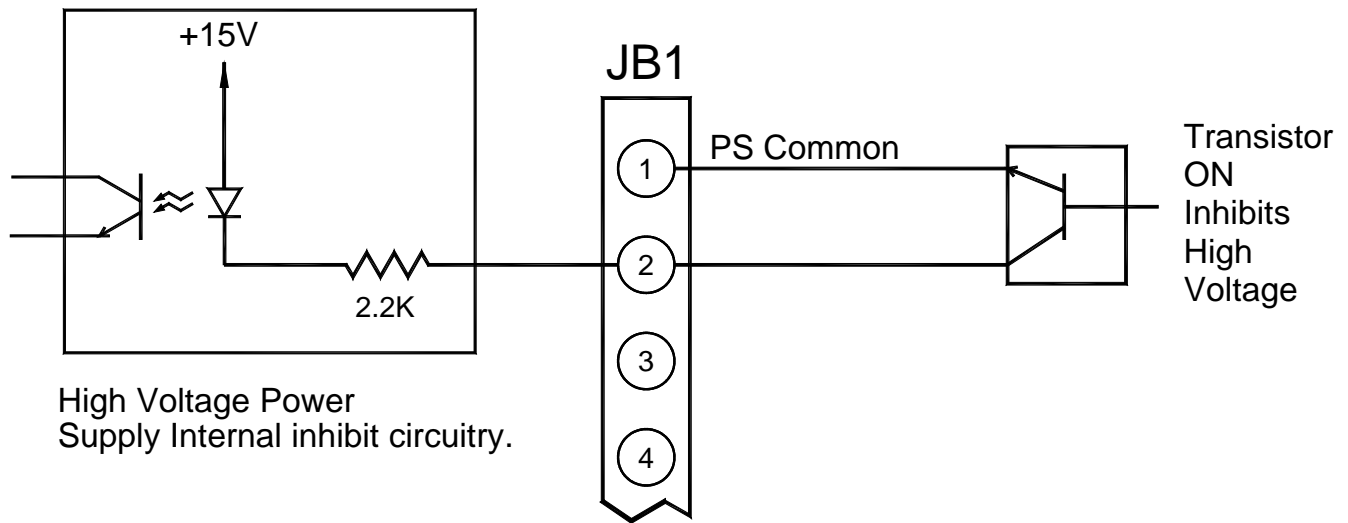 +15V
JB1
1
PS Common
Transistor
ON
Inhibits
High
Voltage
2
2.2K
3
High Voltage Power
Supply Internal inhibit circuitry.
4